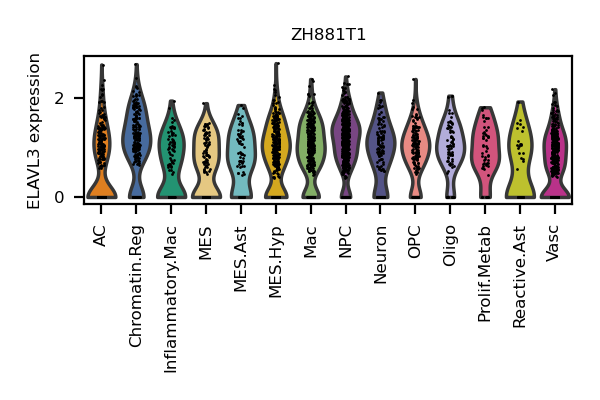 ZH881T1
ELAVL3 expression
2
0
AC
Chromatin.Reg
Inflammatory.Mac
MES
MES.Ast
MES.Hyp
Mac
NPC
Neuron
OPC
Oligo
Prolif.Metab
Reactive.Ast
Vasc